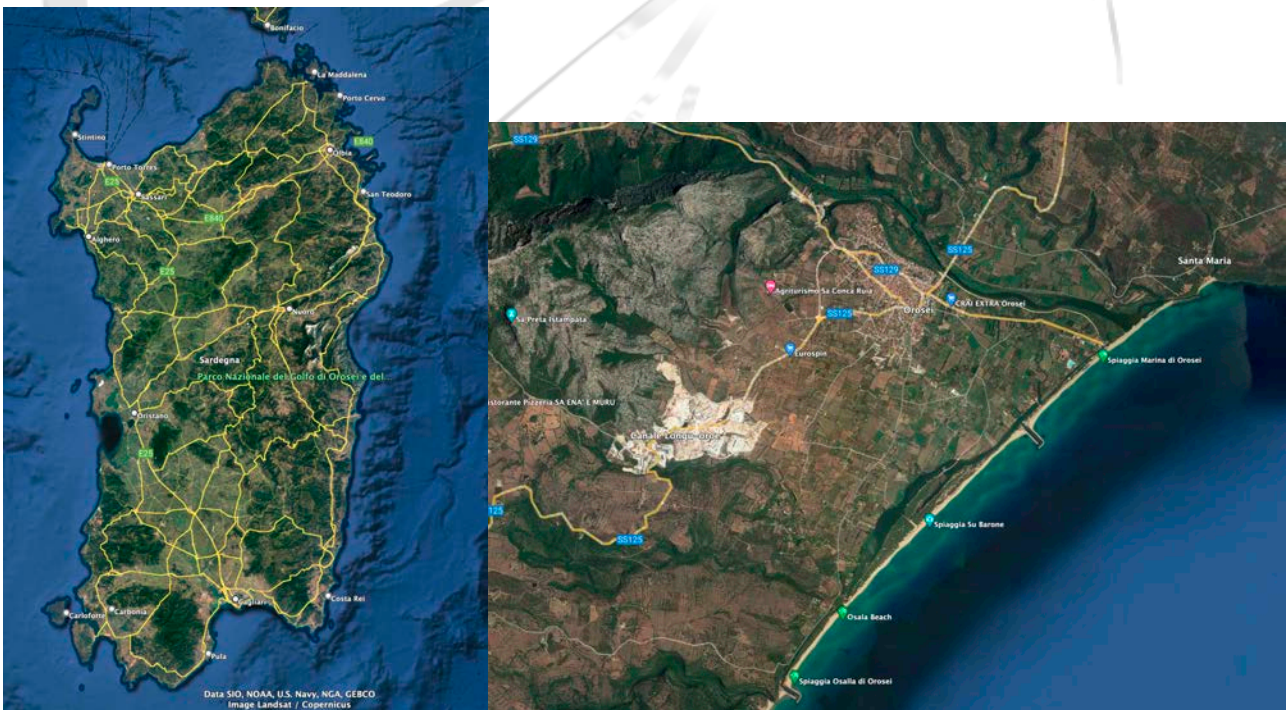 Bonifacio
La Maddalena
Porto Cervo
Stintino
E840
Olbia
Porto Torres
E25
Sassari
San Teodoro
E840
Alghero
E25
Nuoro
Sardegna
Parco Nazionale del Golfo di Orosei e del...
Oristano
E25
Costa Rei
Cagliari
Carloforte
Carbonia
Pula
Data SIO, NOAA, U.S. Navy, NGA, GEBCO
Image Landsat / Copernicus
SS129
SS125
Santa Maria
SS129
Agriturismo Sa Conca Ruia
CRAI EXTRA Orosei
Orosei
Sa Preta Istampata
SS125
Eurospin
Spiaggia Marina di Orosei
istorante Pizzeria SA ENA' E MURU
125
Spiaggia Su Barone
SS125
Osala Beach
Spiaggia Osalla di Orosei